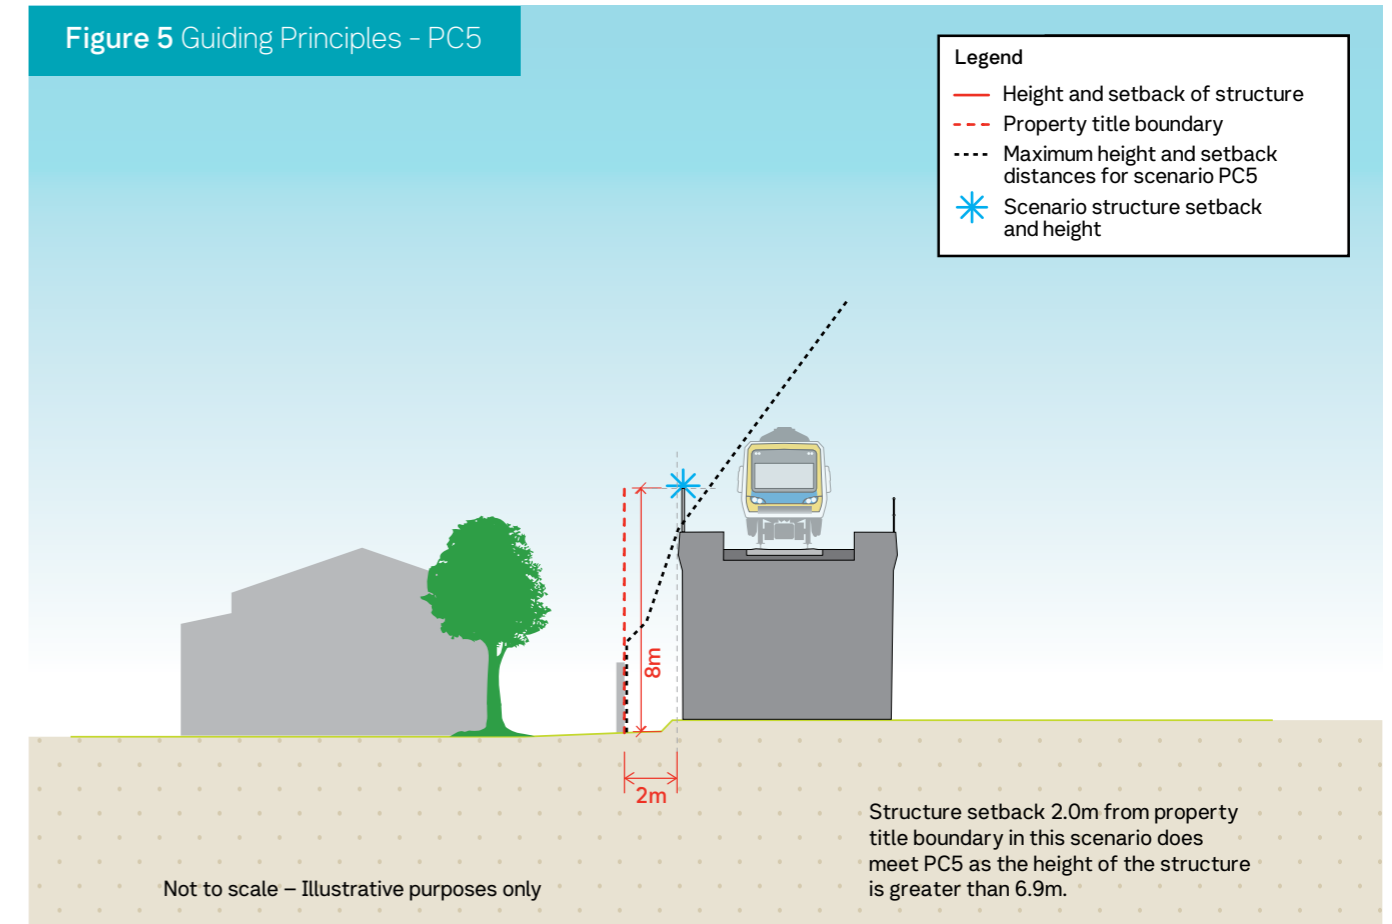 Figure 5 Guiding Principles - PC5
Legend
Height and setback of structure
Property title boundary
Maximum height and setback
distances for scenario PC5
Scenario structure setback
and height
8m
2m
Structure setback 2.0m from property
title boundary in this scenario does
meet PC5 as the height of the structure
is greater than 6.9m.
Not to scale – Illustrative purposes only